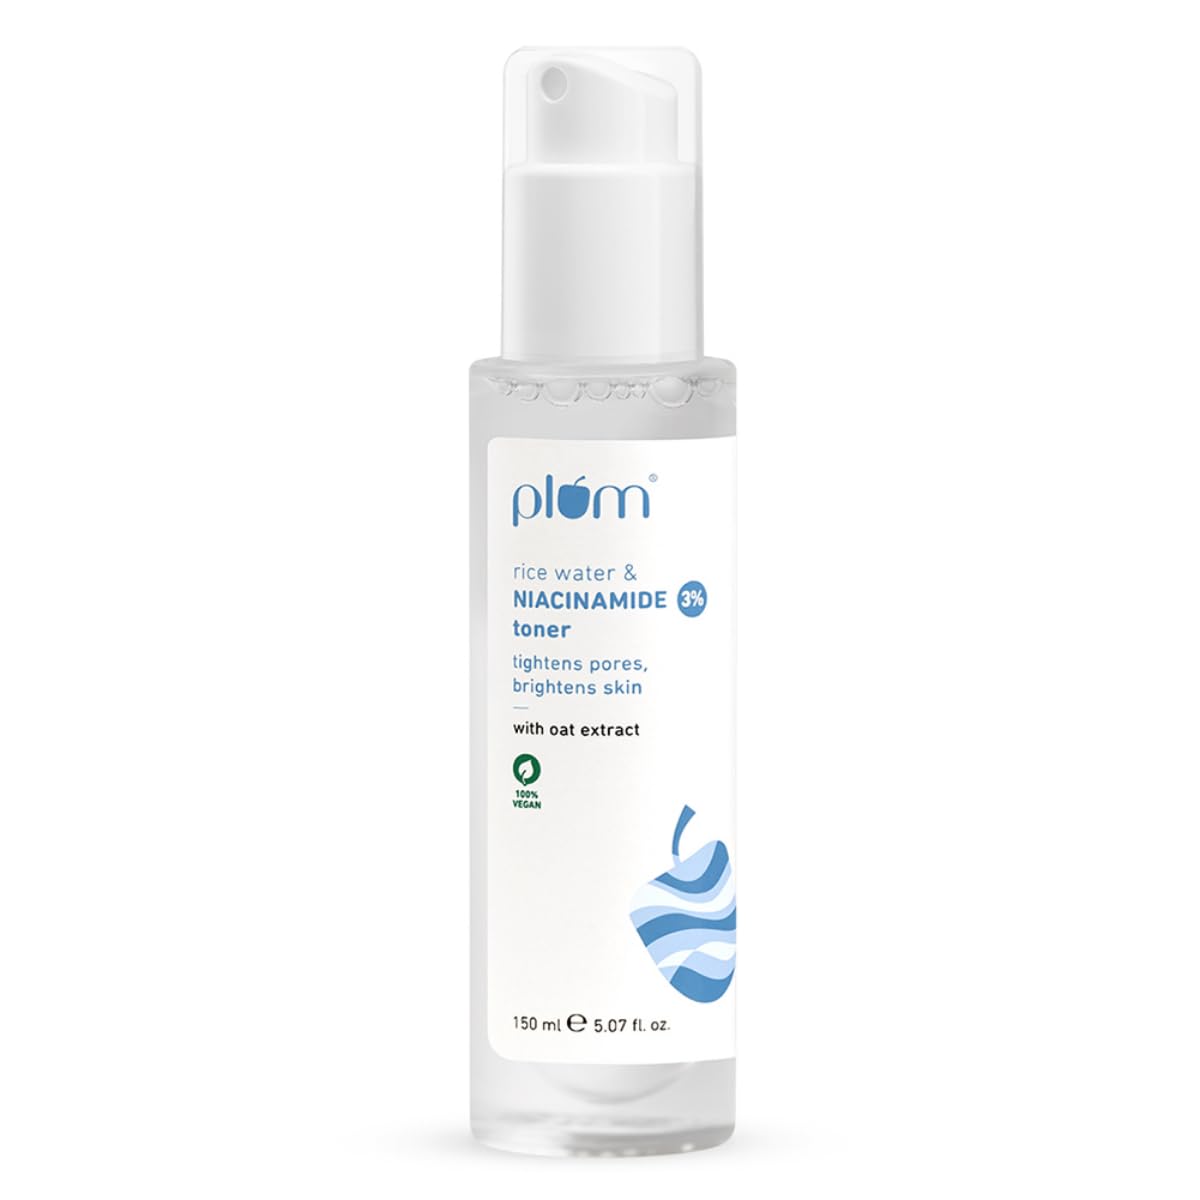 plum®
rice water &
NIACINAMIDE 3%
toner
tightens pores,
brightens skin
with oat extract
100%
VEGAN
150 ml ℮ 5.07 fl. oz.